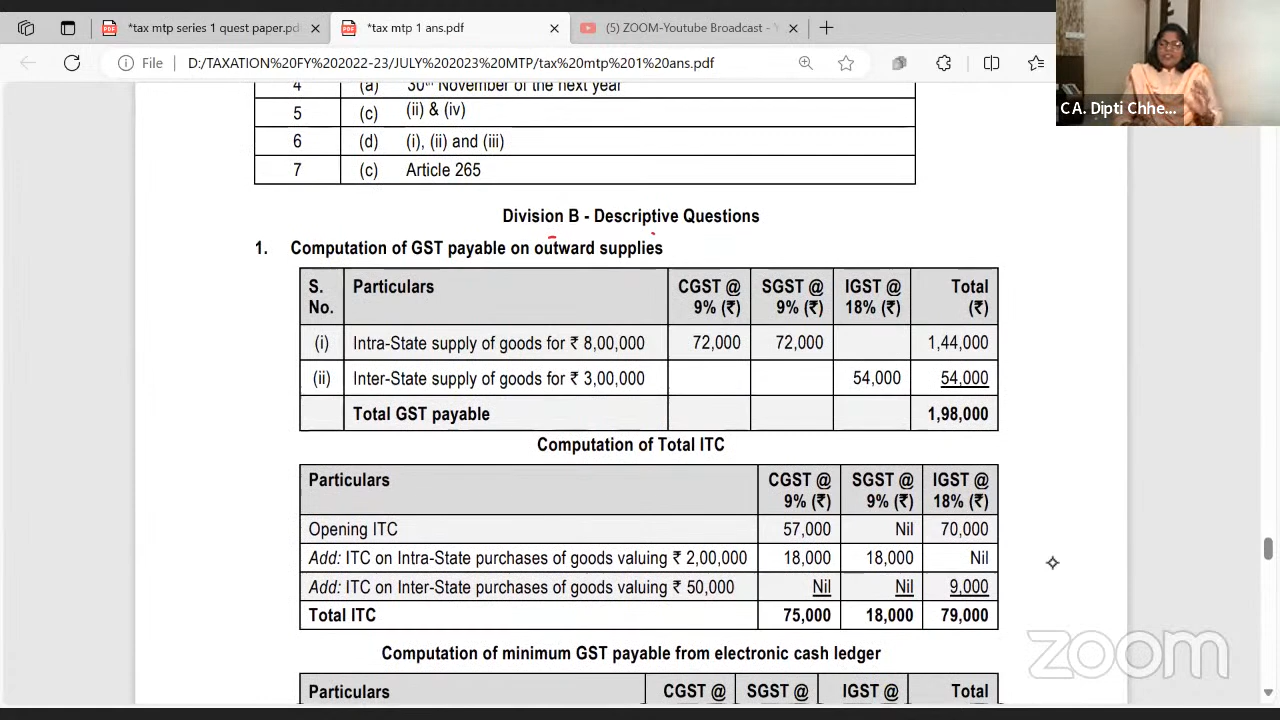 *tax mtp series 1 quest paper.pd
*tax mtp 1 ans.pdf
(5) ZOOM-Youtube Broadcast -
File D:/TAXATION%20FY%202022-23/JULY%202023%20MTP/tax%20mtp%201%20ans.pdf
C A. Dipti Chhe...
4 (a) 30th November of the next year
5 (c) (ii) & (iv)
6 (d) (i), (ii) and (iii)
7 (c) Article 265
Division B - Descriptive Questions
1. Computation of GST payable on outward supplies
S. No. Particulars CGST @ 9% (₹) SGST @ 9% (₹) IGST @ 18% (₹) Total (₹)
(i) Intra-State supply of goods for ₹ 8,00,000 72,000 72,000 1,44,000
(ii) Inter-State supply of goods for ₹ 3,00,000 54,000 54,000
Total GST payable 1,98,000
Computation of Total ITC
Particulars CGST @ 9% (₹) SGST @ 9% (₹) IGST @ 18% (₹)
Opening ITC 57,000 Nil 70,000
Add: ITC on Intra-State purchases of goods valuing ₹ 2,00,000 18,000 18,000 Nil
Add: ITC on Inter-State purchases of goods valuing ₹ 50,000 Nil Nil 9,000
Total ITC 75,000 18,000 79,000
Computation of minimum GST payable from electronic cash ledger
Particulars CGST @ SGST @ IGST @ Total
zoom